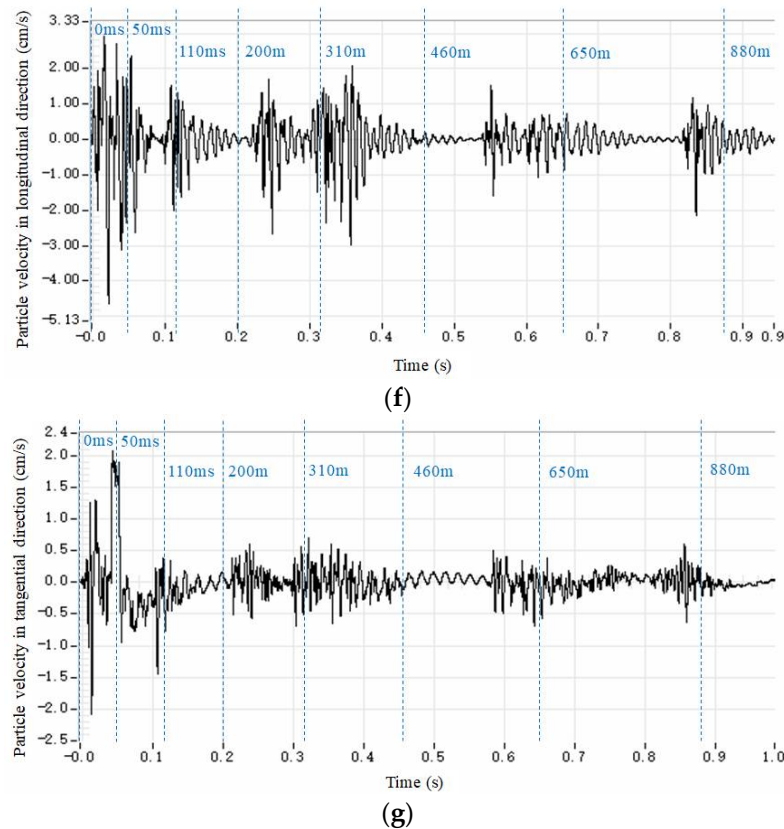 3.33
0ms 50ms 110ms 200m 310m 460m 650m 880m
2.00
1.00
0.00
-1.00
-2.00
-3.00
-4.00
-5.13
Particle velocity in longitudinal direction (cm/s)
-0.0 0.1 0.2 0.3 0.4 0.5 0.6 0.7 0.8 0.9 0.9
Time (s)
(f)
2.4
0ms 50ms 110ms 200m 310m 460m 650m 880m
2.0
1.5
1.0
0.5
0.0
-0.5
-1.0
-1.5
-2.0
-2.5
Particle velocity in tangential direction (cm/s)
-0.0 0.1 0.2 0.3 0.4 0.5 0.6 0.7 0.8 0.9 1.0
Time (s)
(g)